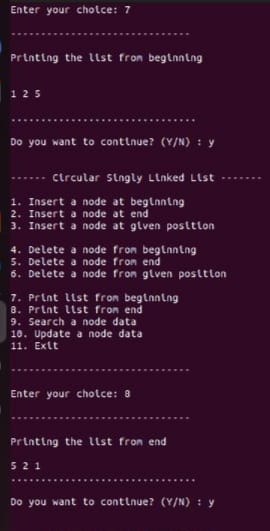 Enter your choice: 7
------------------------------
Printing the list from beginning
1 2 5
...............................
Do you want to continue? (Y/N) : y
------ Circular Singly Linked List -------
1. Insert a node at beginning
2. Insert a node at end
3. Insert a node at given position
4. Delete a node from beginning
5. Delete a node from end
6. Delete a node from given position
7. Print list from beginning
8. Print list from end
9. Search a node data
10. Update a node data
11. Exit
------------------------------
Enter your choice: 8
------------------------------
Printing the list from end
5 2 1
...............................
Do you want to continue? (Y/N) : y